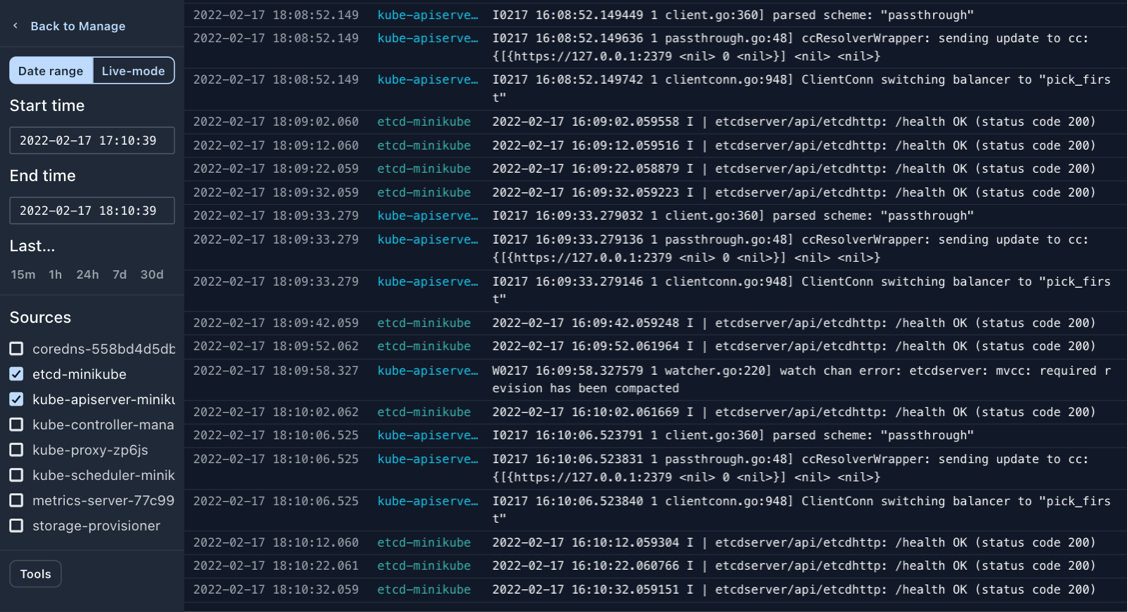 ‹ Back to Manage
Date range Live-mode
Start time
2022-02-17 17:10:39
End time
2022-02-17 18:10:39
Last...
15m 1h 24h 7d 30d
Sources
coredns-558bd4d5db
etcd-minikube
kube-apiserver-miniku
kube-controller-mana
kube-proxy-zp6js
kube-scheduler-minik
metrics-server-77c99
storage-provisioner
Tools
2022-02-17 18:08:52.149 kube-apiserve… I0217 16:08:52.149449 1 client.go:360] parsed scheme: "passthrough"
2022-02-17 18:08:52.149 kube-apiserve… I0217 16:08:52.149636 1 passthrough.go:48] ccResolverWrapper: sending update to cc:
{[{https://127.0.0.1:2379 <nil> 0 <nil>}] <nil> <nil>}
2022-02-17 18:08:52.149 kube-apiserve… I0217 16:08:52.149742 1 clientconn.go:948] ClientConn switching balancer to "pick_firs
t"
2022-02-17 18:09:02.060 etcd-minikube 2022-02-17 16:09:02.059558 I | etcdserver/api/etcdhttp: /health OK (status code 200)
2022-02-17 18:09:12.060 etcd-minikube 2022-02-17 16:09:12.059516 I | etcdserver/api/etcdhttp: /health OK (status code 200)
2022-02-17 18:09:22.059 etcd-minikube 2022-02-17 16:09:22.058879 I | etcdserver/api/etcdhttp: /health OK (status code 200)
2022-02-17 18:09:32.059 etcd-minikube 2022-02-17 16:09:32.059223 I | etcdserver/api/etcdhttp: /health OK (status code 200)
2022-02-17 18:09:33.279 kube-apiserve… I0217 16:09:33.279032 1 client.go:360] parsed scheme: "passthrough"
2022-02-17 18:09:33.279 kube-apiserve… I0217 16:09:33.279136 1 passthrough.go:48] ccResolverWrapper: sending update to cc:
{[{https://127.0.0.1:2379 <nil> 0 <nil>}] <nil> <nil>}
2022-02-17 18:09:33.279 kube-apiserve… I0217 16:09:33.279146 1 clientconn.go:948] ClientConn switching balancer to "pick_firs
t"
2022-02-17 18:09:42.059 etcd-minikube 2022-02-17 16:09:42.059248 I | etcdserver/api/etcdhttp: /health OK (status code 200)
2022-02-17 18:09:52.062 etcd-minikube 2022-02-17 16:09:52.061964 I | etcdserver/api/etcdhttp: /health OK (status code 200)
2022-02-17 18:09:58.327 kube-apiserve… W0217 16:09:58.327579 1 watcher.go:220] watch chan error: etcdserver: mvcc: required r
evision has been compacted
2022-02-17 18:10:02.062 etcd-minikube 2022-02-17 16:10:02.061669 I | etcdserver/api/etcdhttp: /health OK (status code 200)
2022-02-17 18:10:06.525 kube-apiserve… I0217 16:10:06.523791 1 client.go:360] parsed scheme: "passthrough"
2022-02-17 18:10:06.525 kube-apiserve… I0217 16:10:06.523831 1 passthrough.go:48] ccResolverWrapper: sending update to cc:
{[{https://127.0.0.1:2379 <nil> 0 <nil>}] <nil> <nil>}
2022-02-17 18:10:06.525 kube-apiserve… I0217 16:10:06.523840 1 clientconn.go:948] ClientConn switching balancer to "pick_firs
t"
2022-02-17 18:10:12.060 etcd-minikube 2022-02-17 16:10:12.059304 I | etcdserver/api/etcdhttp: /health OK (status code 200)
2022-02-17 18:10:22.061 etcd-minikube 2022-02-17 16:10:22.060766 I | etcdserver/api/etcdhttp: /health OK (status code 200)
2022-02-17 18:10:32.059 etcd-minikube 2022-02-17 16:10:32.059151 I | etcdserver/api/etcdhttp: /health OK (status code 200)